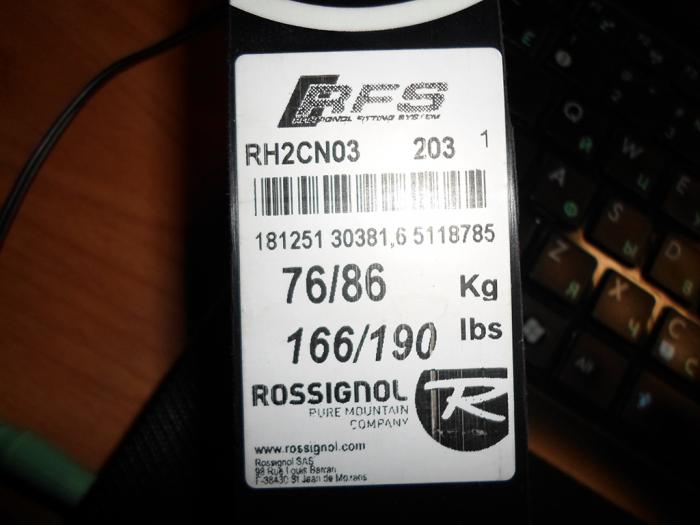 RFS
ROSSIGNOL FITTING SYSTEM
RH2CN03 203 1
181251 30381,6 5118785
76/86 Kg
166/190 lbs
ROSSIGNOL R
PURE MOUNTAIN
COMPANY
www.rossignol.com
Rossignol SAS
98 Rue Louis Barran
F-38430 St Jean de Moirans
Q
W
A
S
D
Z
X
C